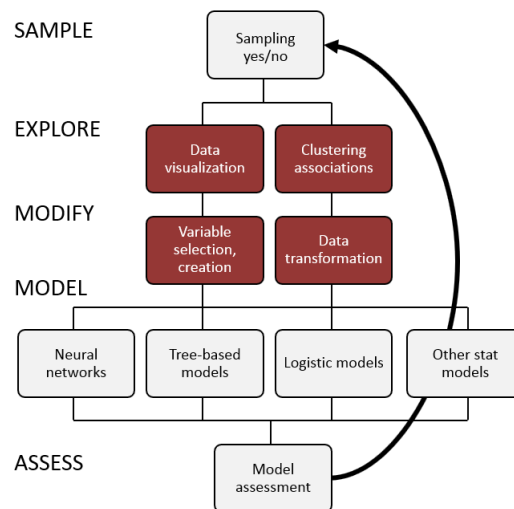 SAMPLE
Sampling
yes/no
EXPLORE
Data
visualization
Clustering
associations
MODIFY
Variable
selection,
creation
Data
transformation
MODEL
Neural
networks
Tree-based
models
Logistic models
Other stat
models
ASSESS
Model
assessment